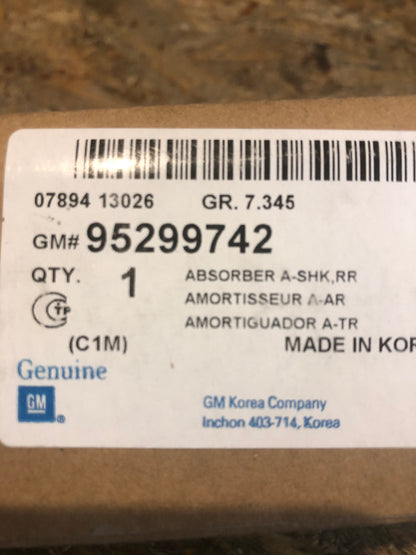 07894 13026 GR. 7.345
GM# 95299742
QTY. 1 ABSORBER A-SHK,RR
AMORTISSEUR A-AR
AMORTIGUADOR A-TR
CTP
(C1M) MADE IN KOR
Genuine
GM ®
GM Korea Company
Inchon 403-714, Korea